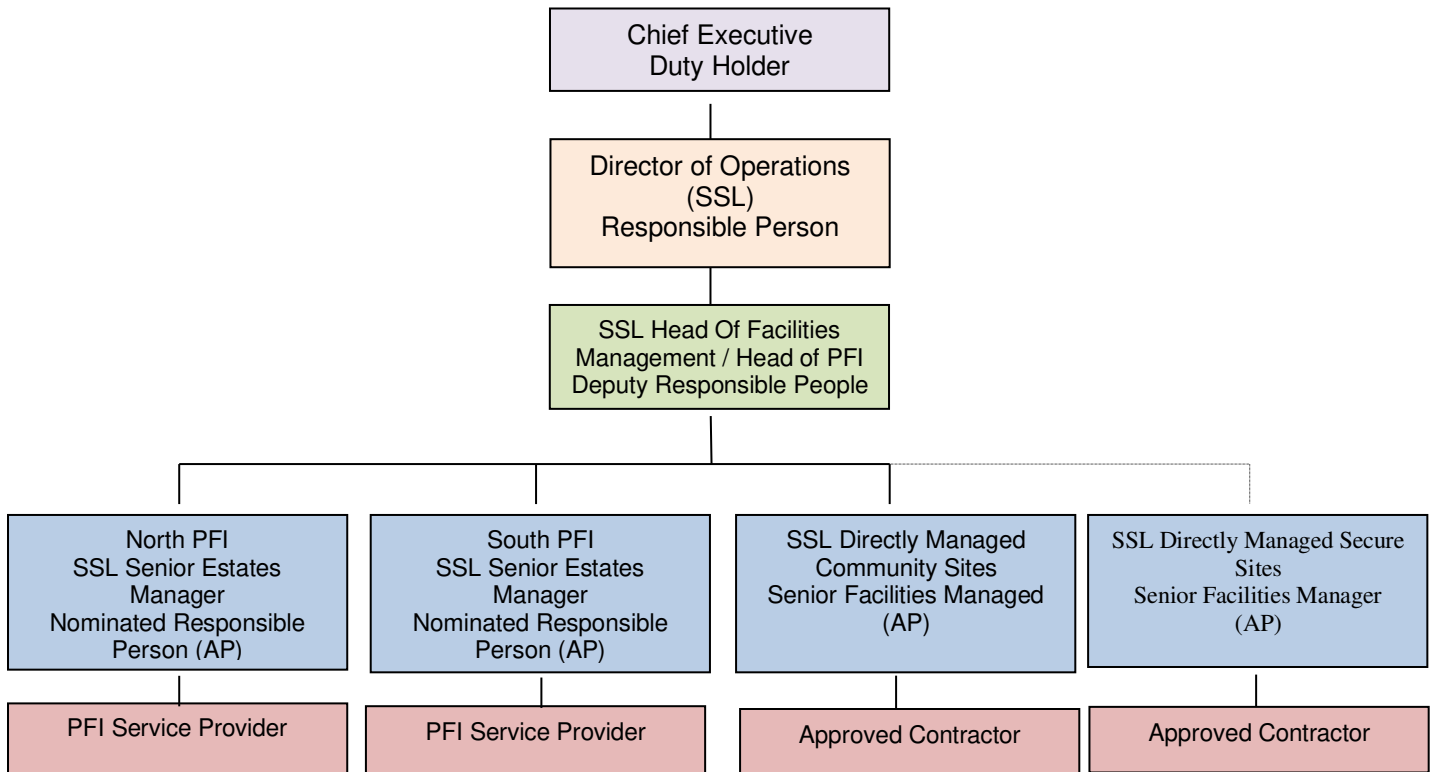 Chief Executive
Duty Holder
Director of Operations
(SSL)
Responsible Person
SSL Head Of Facilities
Management / Head of PFI
Deputy Responsible People
North PFI
SSL Senior Estates
Manager
Nominated Responsible
Person (AP)
South PFI
SSL Senior Estates
Manager
Nominated Responsible
Person (AP)
SSL Directly Managed
Community Sites
Senior Facilities Managed
(AP)
SSL Directly Managed Secure
Sites
Senior Facilities Manager
(AP)
PFI Service Provider
PFI Service Provider
Approved Contractor
Approved Contractor